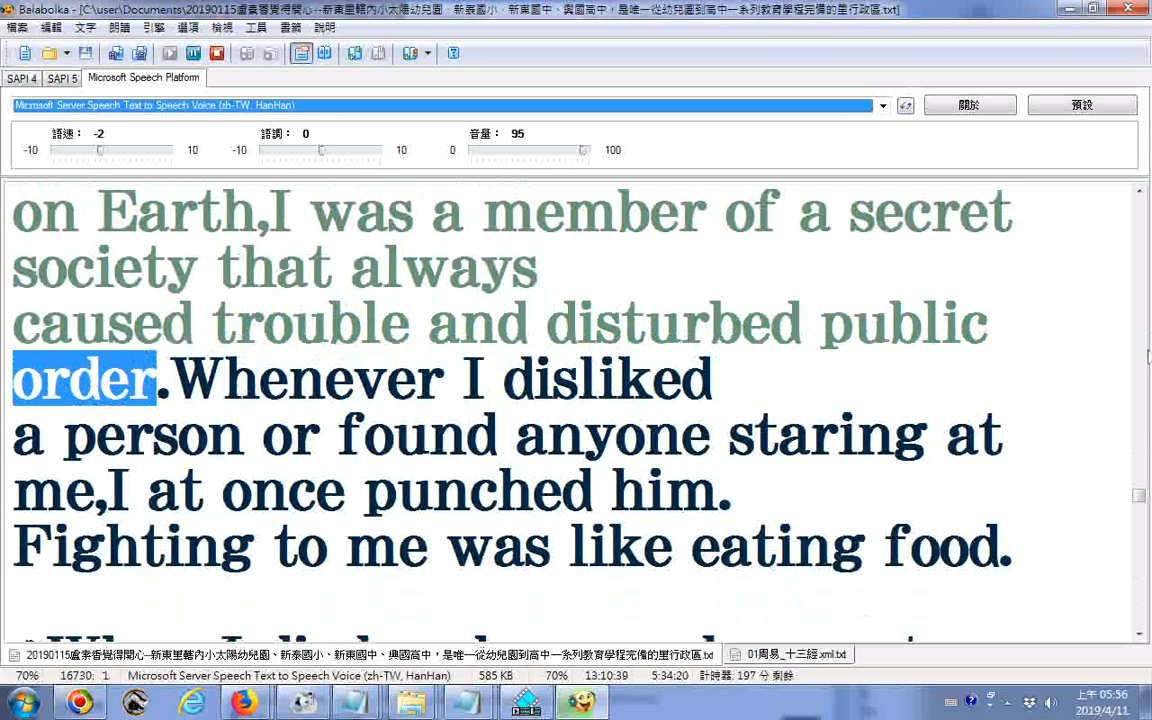 Balabolka - [C:\user\Documents\20190115盧素香覺得開心--新東里轄內小太陽幼兒園、新泰國小、新東國中、興國高中，是唯一從幼兒園到高中一系列教育學程完備的里行政區.txt]
檔案 編輯 文字 朗讀 引擎 選項 檢視 工具 書籤 說明
SAPI 4 SAPI 5 Microsoft Speech Platform
Microsoft Server Speech Text to Speech Voice (zh-TW, HanHan)
關於 預設
語速： -2 語調： 0 音量： 95
-10 10 -10 10 0 100
on Earth,I was a member of a secret
society that always
caused trouble and disturbed public
order.Whenever I disliked
a person or found anyone staring at
me,I at once punched him.
Fighting to me was like eating food.
20190115盧素香覺得開心--新東里轄內小太陽幼兒園、新泰國小、新東國中、興國高中，是唯一從幼兒園到高中一系列教育學程完備的里行政區.txt 01周易_十三經.xml.txt
70% 16730: 1 Microsoft Server Speech Text to Speech Voice (zh-TW, HanHan) 585 KB 70% 13:10:39 5:34:20 計時器：197 分 剩餘
上午 05:56
2019/4/11